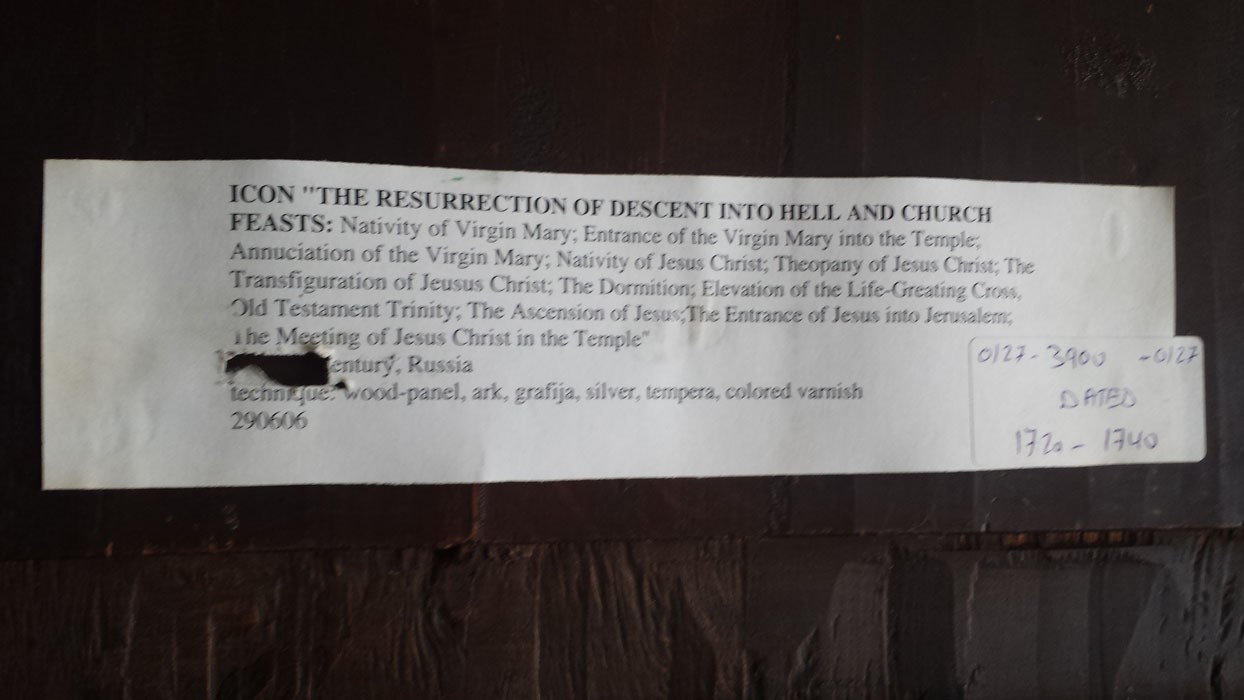 ICON "THE RESURRECTION OF DESCENT INTO HELL AND CHURCH
FEASTS: Nativity of Virgin Mary; Entrance of the Virgin Mary into the Temple;
Annuciation of the Virgin Mary; Nativity of Jesus Christ; Theopany of Jesus Christ; The
Transfiguration of Jeusus Christ; The Dormition; Elevation of the Life-Greating Cross,
Old Testament Trinity; The Ascension of Jesus;The Entrance of Jesus into Jerusalem;
The Meeting of Jesus Christ in the Temple"
entury, Russia
technique: wood-panel, ark, grafija, silver, tempera, colored varnish
290606
0127-3900 -0127
DATED
1720-1740